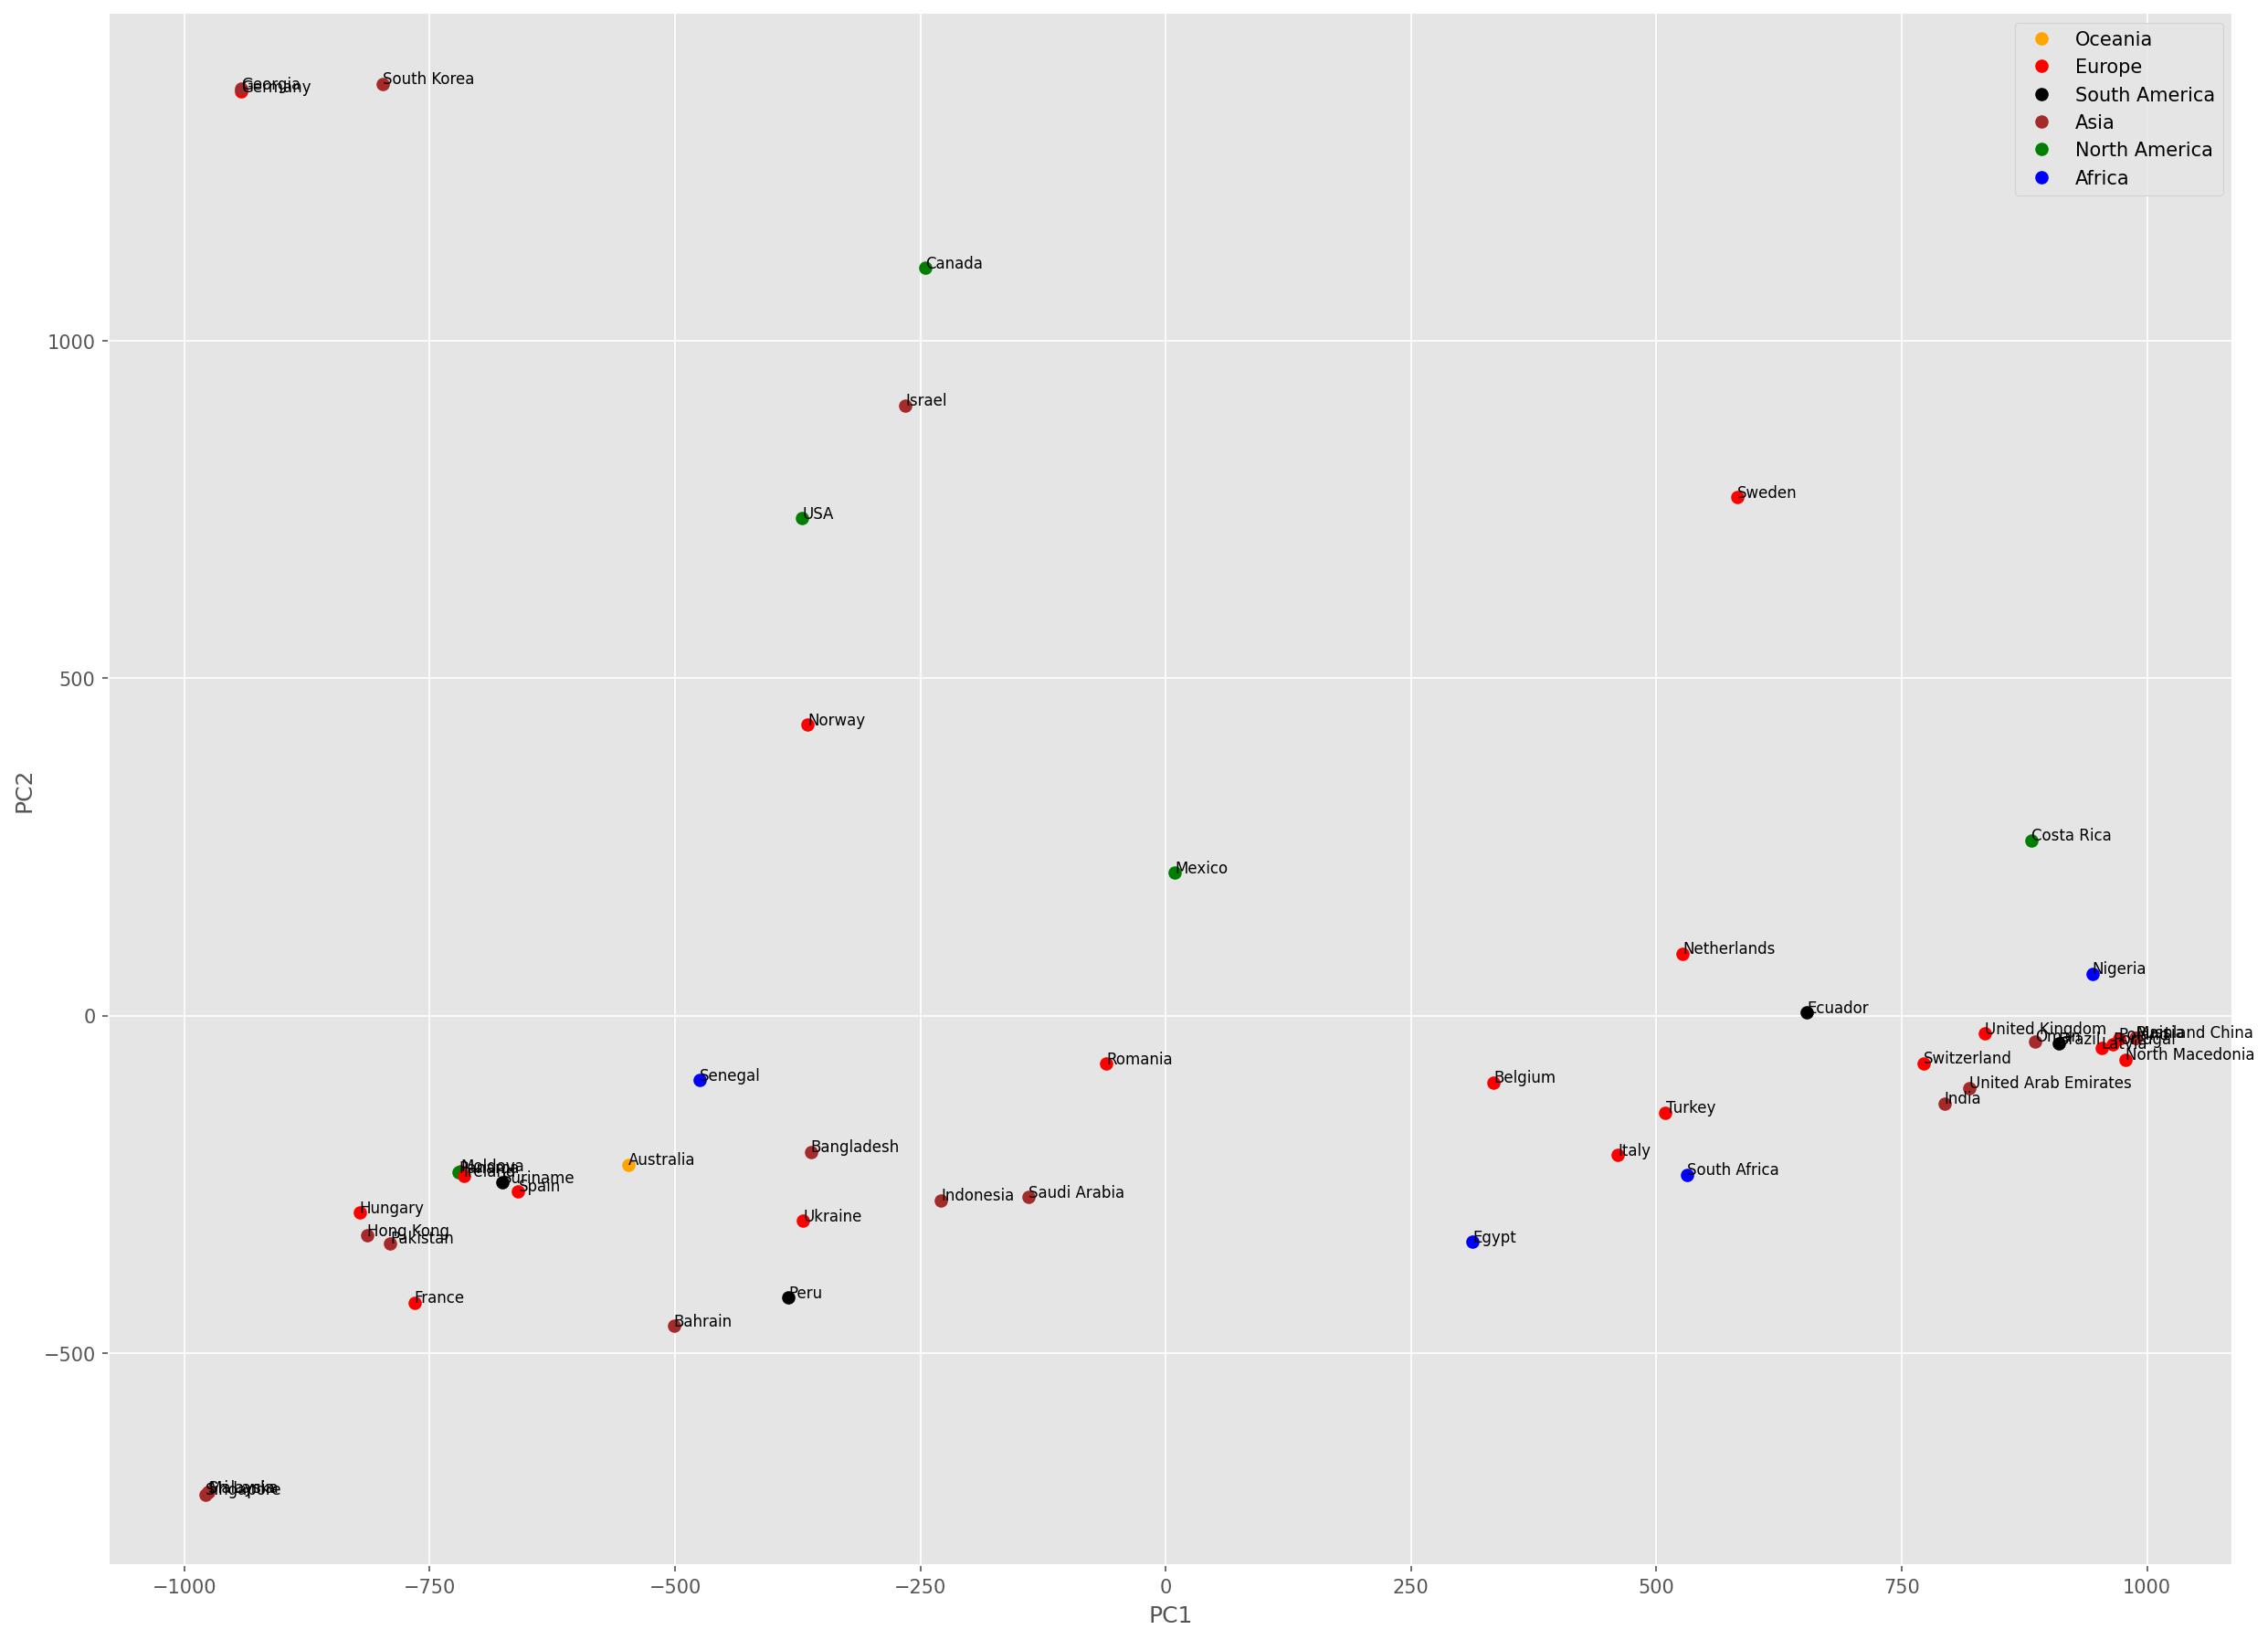 Oceania
Europe
South America
Asia
North America
Africa
Georgia
Germany
South Korea
Canada
Israel
Sweden
USA
Norway
Costa Rica
Mexico
Netherlands
Nigeria
Ecuador
United Kingdom
Oman
Brazil
Latvia
Portugal
Mainland China
North Macedonia
Switzerland
United Arab Emirates
India
Romania
Senegal
Belgium
Turkey
Italy
South Africa
Egypt
Bangladesh
Australia
Moldova
Panama
Ireland
Suriname
Spain
Indonesia
Saudi Arabia
Hungary
Ukraine
Hong Kong
Pakistan
France
Peru
Bahrain
Singapore
1000
500
0
−500
PC2
−1000
−750
−500
−250
0
250
500
750
1000
PC1